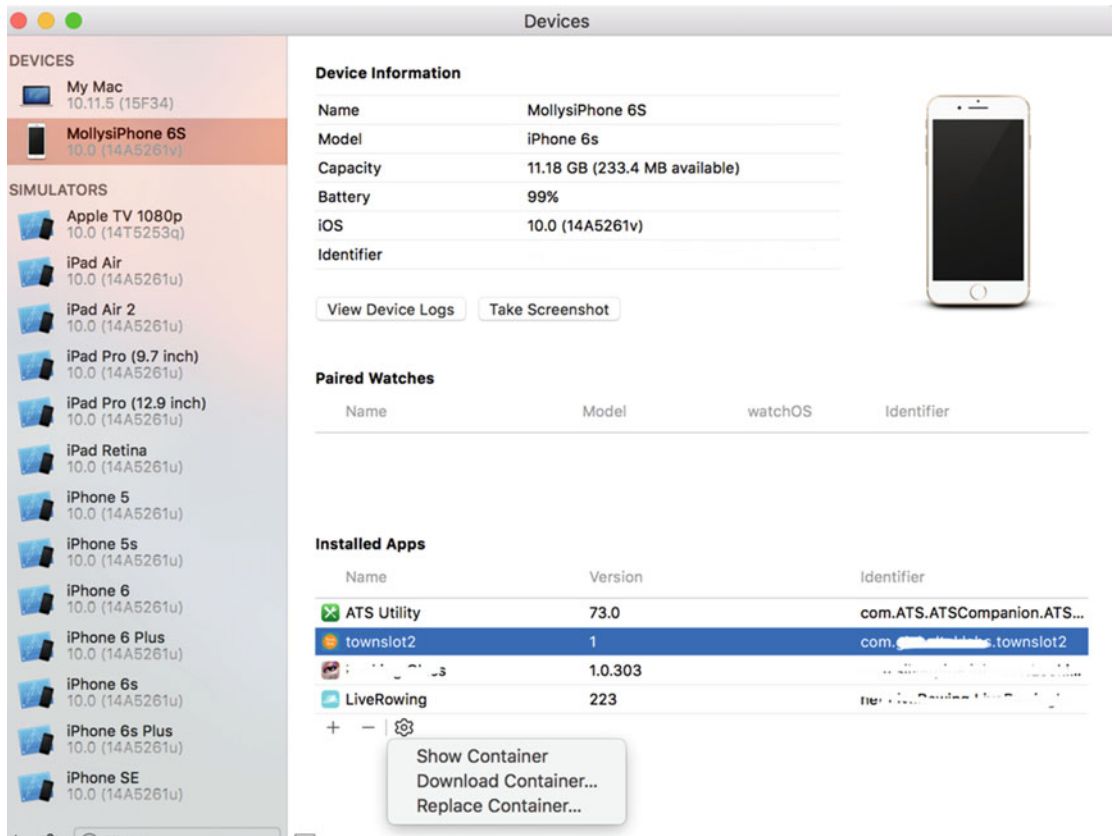 Devices
DEVICES
My Mac
10.11.5 (15F34)
MollysiPhone 6S
10.0 (14A5261v)
SIMULATORS
Apple TV 1080p
10.0 (14T5253q)
iPad Air
10.0 (14A5261u)
iPad Air 2
10.0 (14A5261u)
iPad Pro (9.7 inch)
10.0 (14A5261u)
iPad Pro (12.9 inch)
10.0 (14A5261u)
iPad Retina
10.0 (14A5261u)
iPhone 5
10.0 (14A5261u)
iPhone 5s
10.0 (14A5261u)
iPhone 6
10.0 (14A5261u)
iPhone 6 Plus
10.0 (14A5261u)
iPhone 6s
10.0 (14A5261u)
iPhone 6s Plus
10.0 (14A5261u)
iPhone SE
10.0 (14A5261u)
Device Information
Name MollysiPhone 6S
Model iPhone 6s
Capacity 11.18 GB (233.4 MB available)
Battery 99%
iOS 10.0 (14A5261v)
Identifier
View Device Logs Take Screenshot
Paired Watches
Name Model watchOS Identifier
Installed Apps
Name Version Identifier
ATS Utility 73.0 com.ATS.ATSCompanion.ATS...
townslot2 1 com. s.townslot2
1.0.303
LiveRowing 223
Show Container
Download Container...
Replace Container...